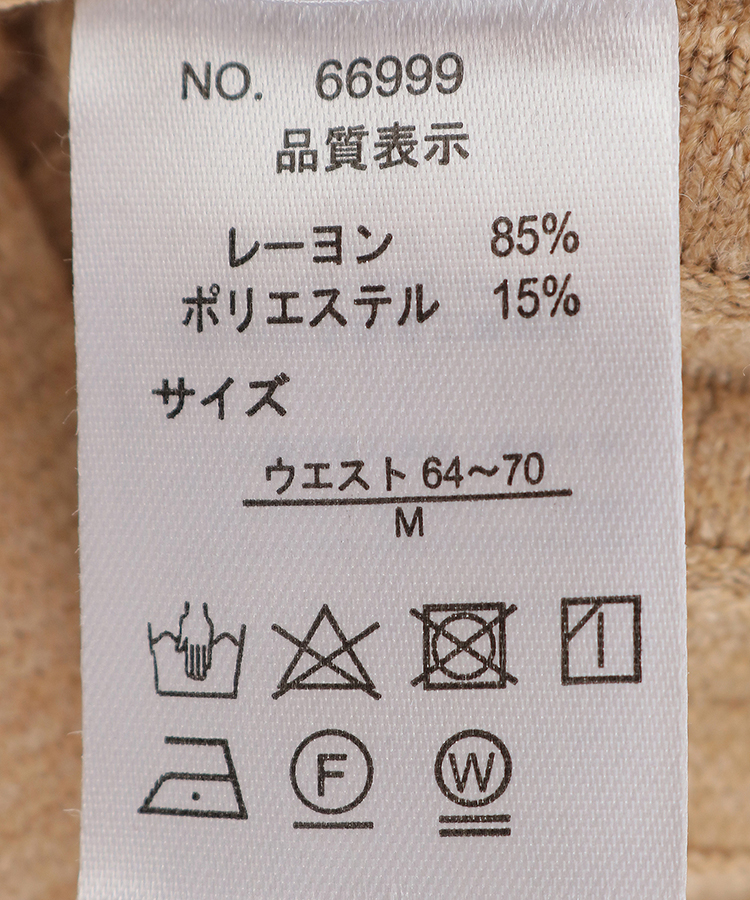 NO. 66999
品質表示
レーヨン 85%
ポリエステル 15%
サイズ
ウエスト 64〜70
M
F
W